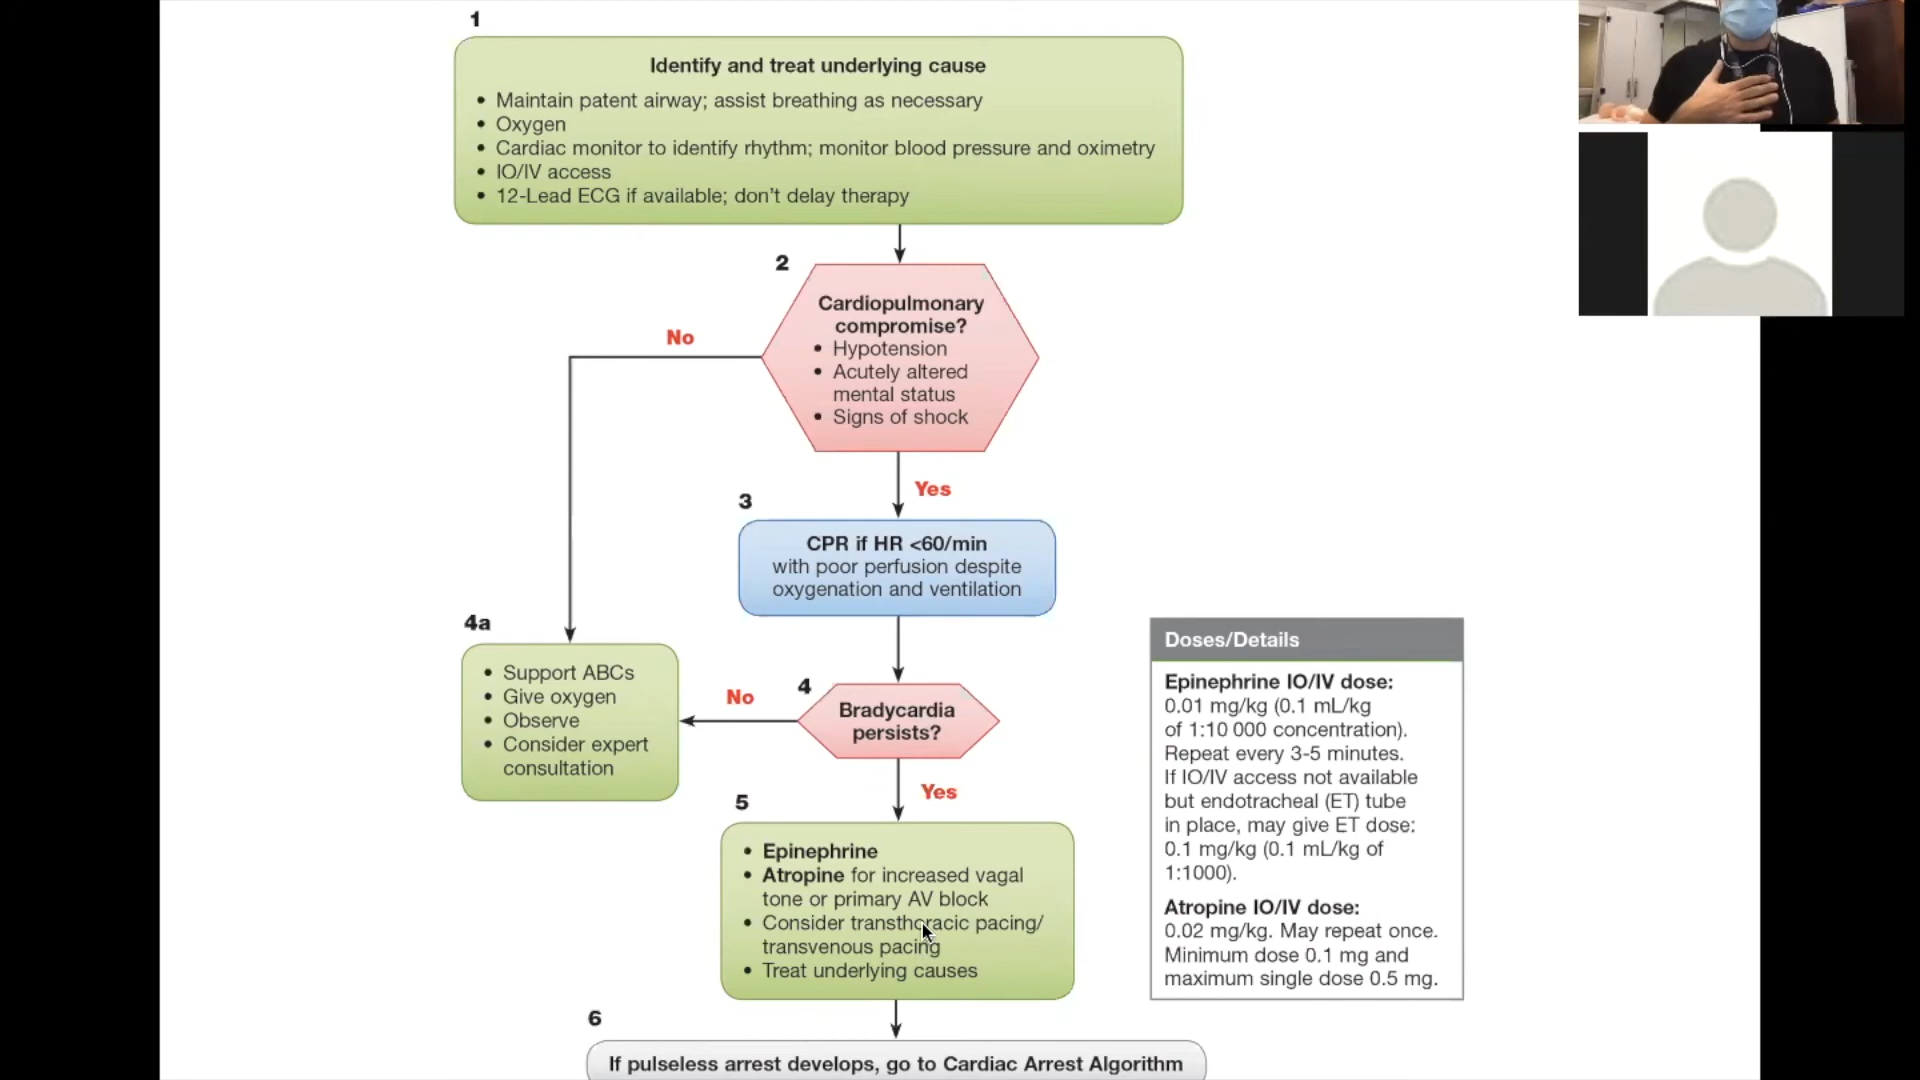 1
Identify and treat underlying cause
• Maintain patent airway; assist breathing as necessary
• Oxygen
• Cardiac monitor to identify rhythm; monitor blood pressure and oximetry
• IO/IV access
• 12-Lead ECG if available; don't delay therapy
2
Cardiopulmonary
compromise?
• Hypotension
• Acutely altered
mental status
• Signs of shock
No
Yes
3
CPR if HR <60/min
with poor perfusion despite
oxygenation and ventilation
4a
• Support ABCs
• Give oxygen
• Observe
• Consider expert
consultation
No
4
Bradycardia
persists?
Yes
5
• Epinephrine
• Atropine for increased vagal
tone or primary AV block
• Consider transthoracic pacing/
transvenous pacing
• Treat underlying causes
6
If pulseless arrest develops, go to Cardiac Arrest Algorithm
Doses/Details
Epinephrine IO/IV dose:
0.01 mg/kg (0.1 mL/kg
of 1:10 000 concentration).
Repeat every 3-5 minutes.
If IO/IV access not available
but endotracheal (ET) tube
in place, may give ET dose:
0.1 mg/kg (0.1 mL/kg of
1:1000).
Atropine IO/IV dose:
0.02 mg/kg. May repeat once.
Minimum dose 0.1 mg and
maximum single dose 0.5 mg.